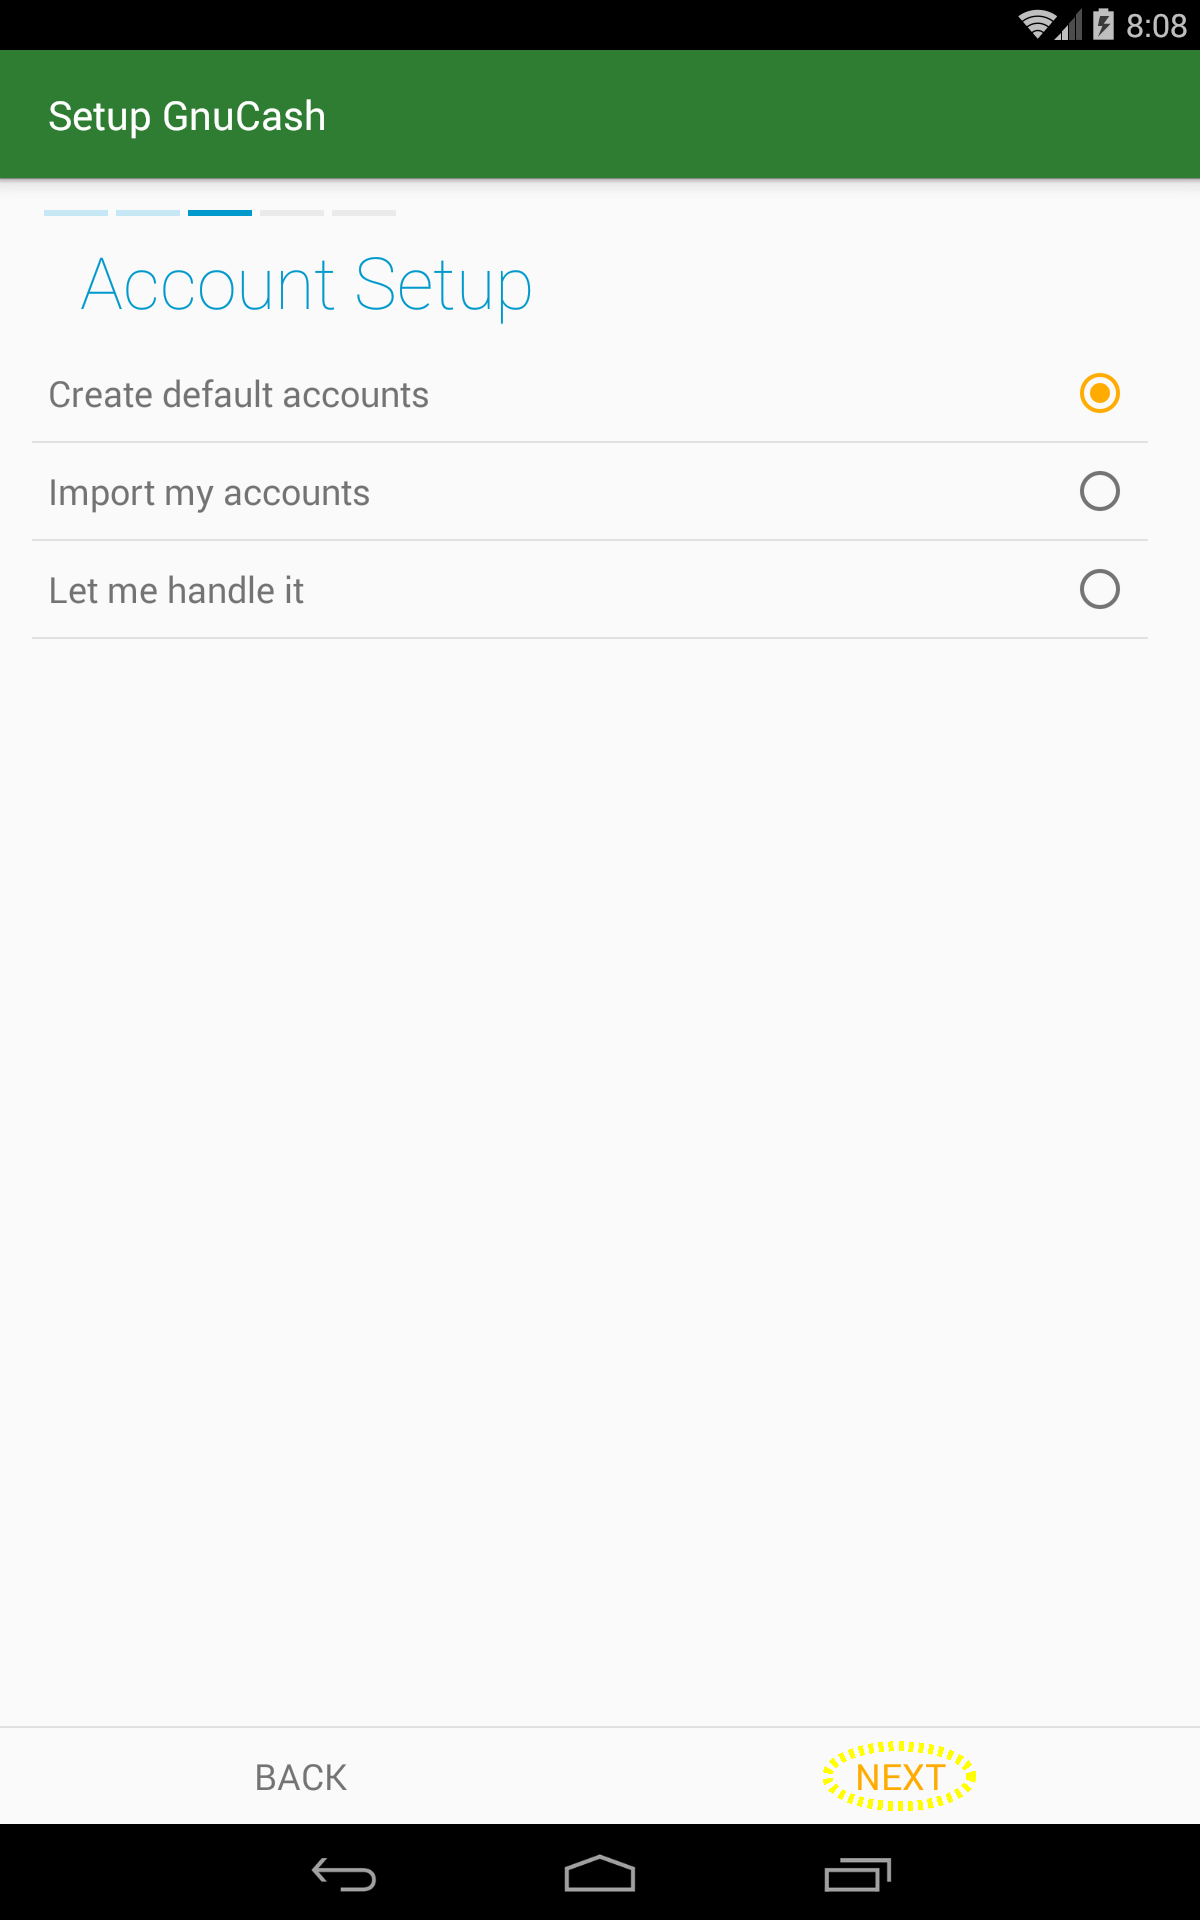 8:08
Setup GnuCash
Account Setup
Create default accounts
Import my accounts
Let me handle it
BACK
NEXT